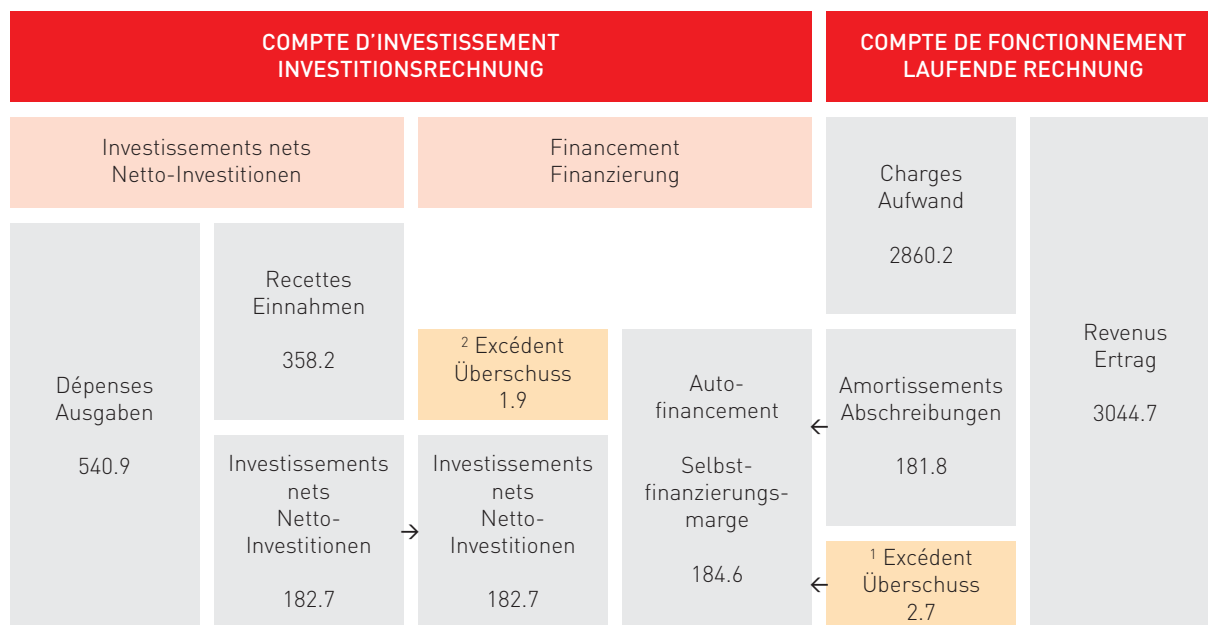 COMPTE D'INVESTISSEMENT
INVESTITIONSRECHNUNG
COMPTE DE FONCTIONNEMENT
LAUFENDE RECHNUNG
Investissements nets
Netto-Investitionen
Financement
Finanzierung
Charges
Aufwand
2860.2
Revenus
Ertrag
3044.7
Dépenses
Ausgaben
540.9
Recettes
Einnahmen
358.2
² Excédent
Überschuss
1.9
Auto-
financement
Selbst-
finanzierungs-
marge
184.6
←
Amortissements
Abschreibungen
181.8
Investissements
nets
Netto-
Investitionen
182.7
→
Investissements
nets
Netto-
Investitionen
182.7
←
¹ Excédent
Überschuss
2.7